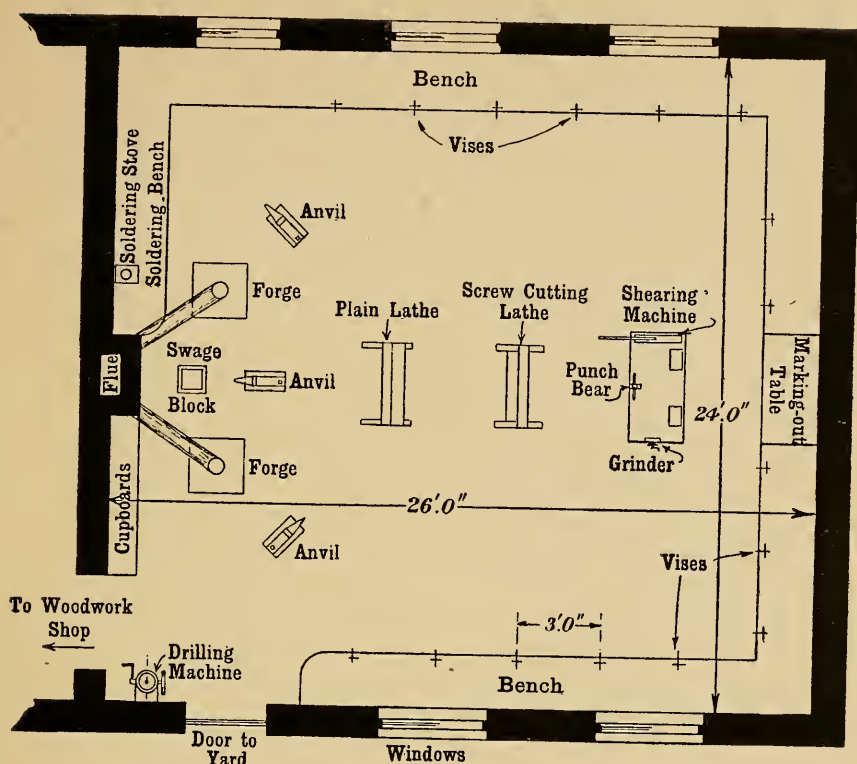 Bench
Vises
Soldering Stove
Soldering Bench
Anvil
Forge
Plain Lathe
Screw Cutting
Lathe
Shearing
Machine
Flue
Swage
Block
Anvil
Punch
Bear
24'.0"
Marking-out
Table
Forge
Grinder
Cupboards
26'.0"
Anvil
Vises
To Woodwork
Shop
3'.0"
Drilling
Machine
Bench
Door to
Yard
Windows